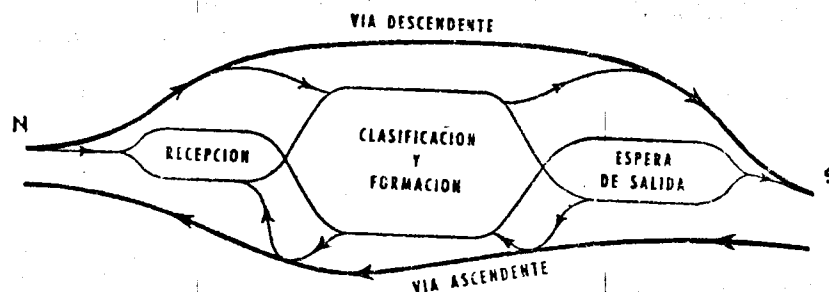 VIA DESCENDENTE
N
RECEPCION
CLASIFICACION
Y
FORMACION
ESPERA
DE SALIDA
VIA ASCENDENTE